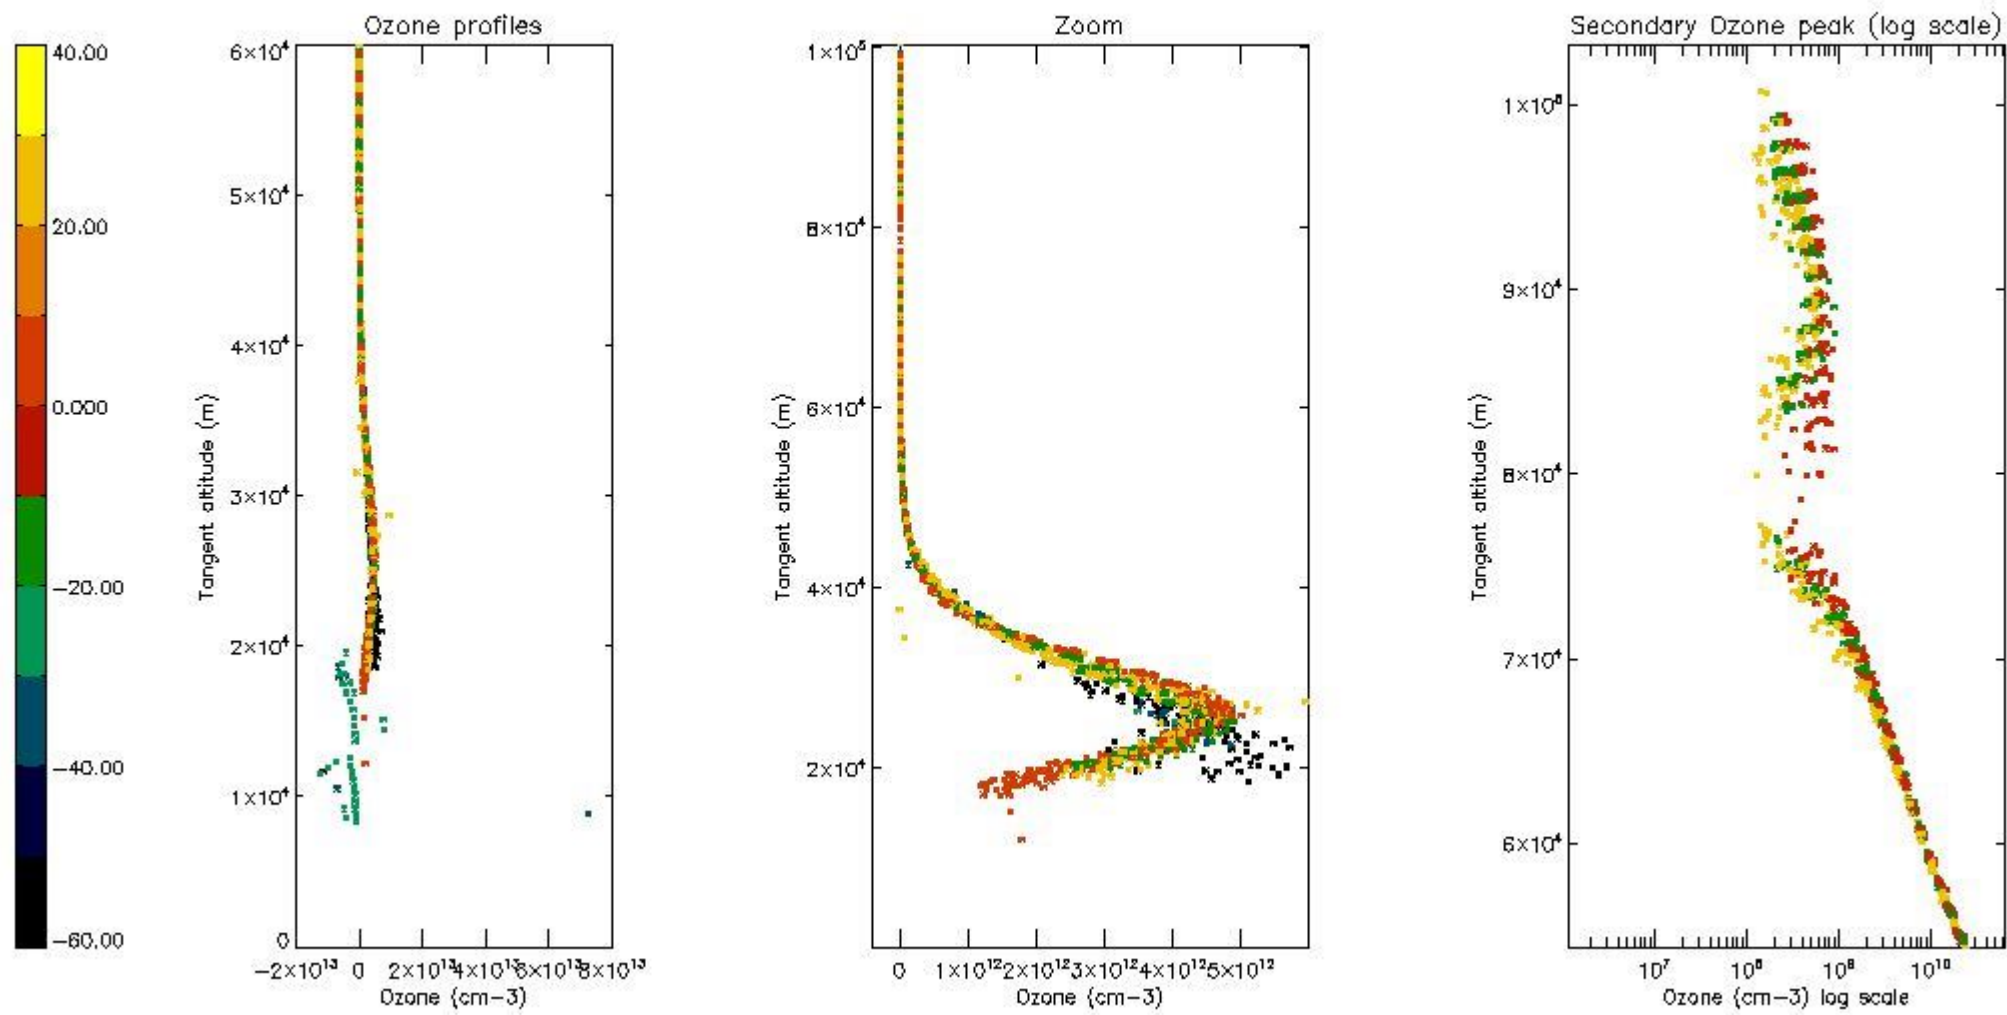 Ozone profiles
Zoom
Secondary Ozone peak (log scale)
40.00
20.00
0.000
−20.00
−40.00
−60.00
6×10⁴
5×10⁴
4×10⁴
3×10⁴
2×10⁴
1×10⁴
0
Tangent altitude (m)
−2×10¹³ 0 2×10¹³ 4×10¹³ 6×10¹³ 8×10¹³
Ozone (cm−3)
1×10⁵
8×10⁴
6×10⁴
4×10⁴
2×10⁴
Tangent altitude (m)
0 1×10¹² 2×10¹² 3×10¹² 4×10¹² 5×10¹²
Ozone (cm−3)
1×10⁵
9×10⁴
8×10⁴
7×10⁴
6×10⁴
Tangent altitude (m)
10⁷ 10⁸ 10⁹ 10¹⁰
Ozone (cm−3) log scale